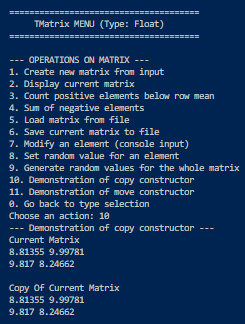 =====================================
TMatrix MENU (Type: Float)
=====================================
--- OPERATIONS ON MATRIX ---
1. Create new matrix from input
2. Display current matrix
3. Count positive elements below row mean
4. Sum of negative elements
5. Load matrix from file
6. Save current matrix to file
7. Modify an element (console input)
8. Set random value for an element
9. Generate random values for the whole matrix
10. Demonstration of copy constructor
11. Demonstration of move constructor
0. Go back to type selection
Choose an action: 10
--- Demonstration of copy constructor ---
Current Matrix
8.81355 9.99781
9.817 8.24662
Copy Of Current Matrix
8.81355 9.99781
9.817 8.24662